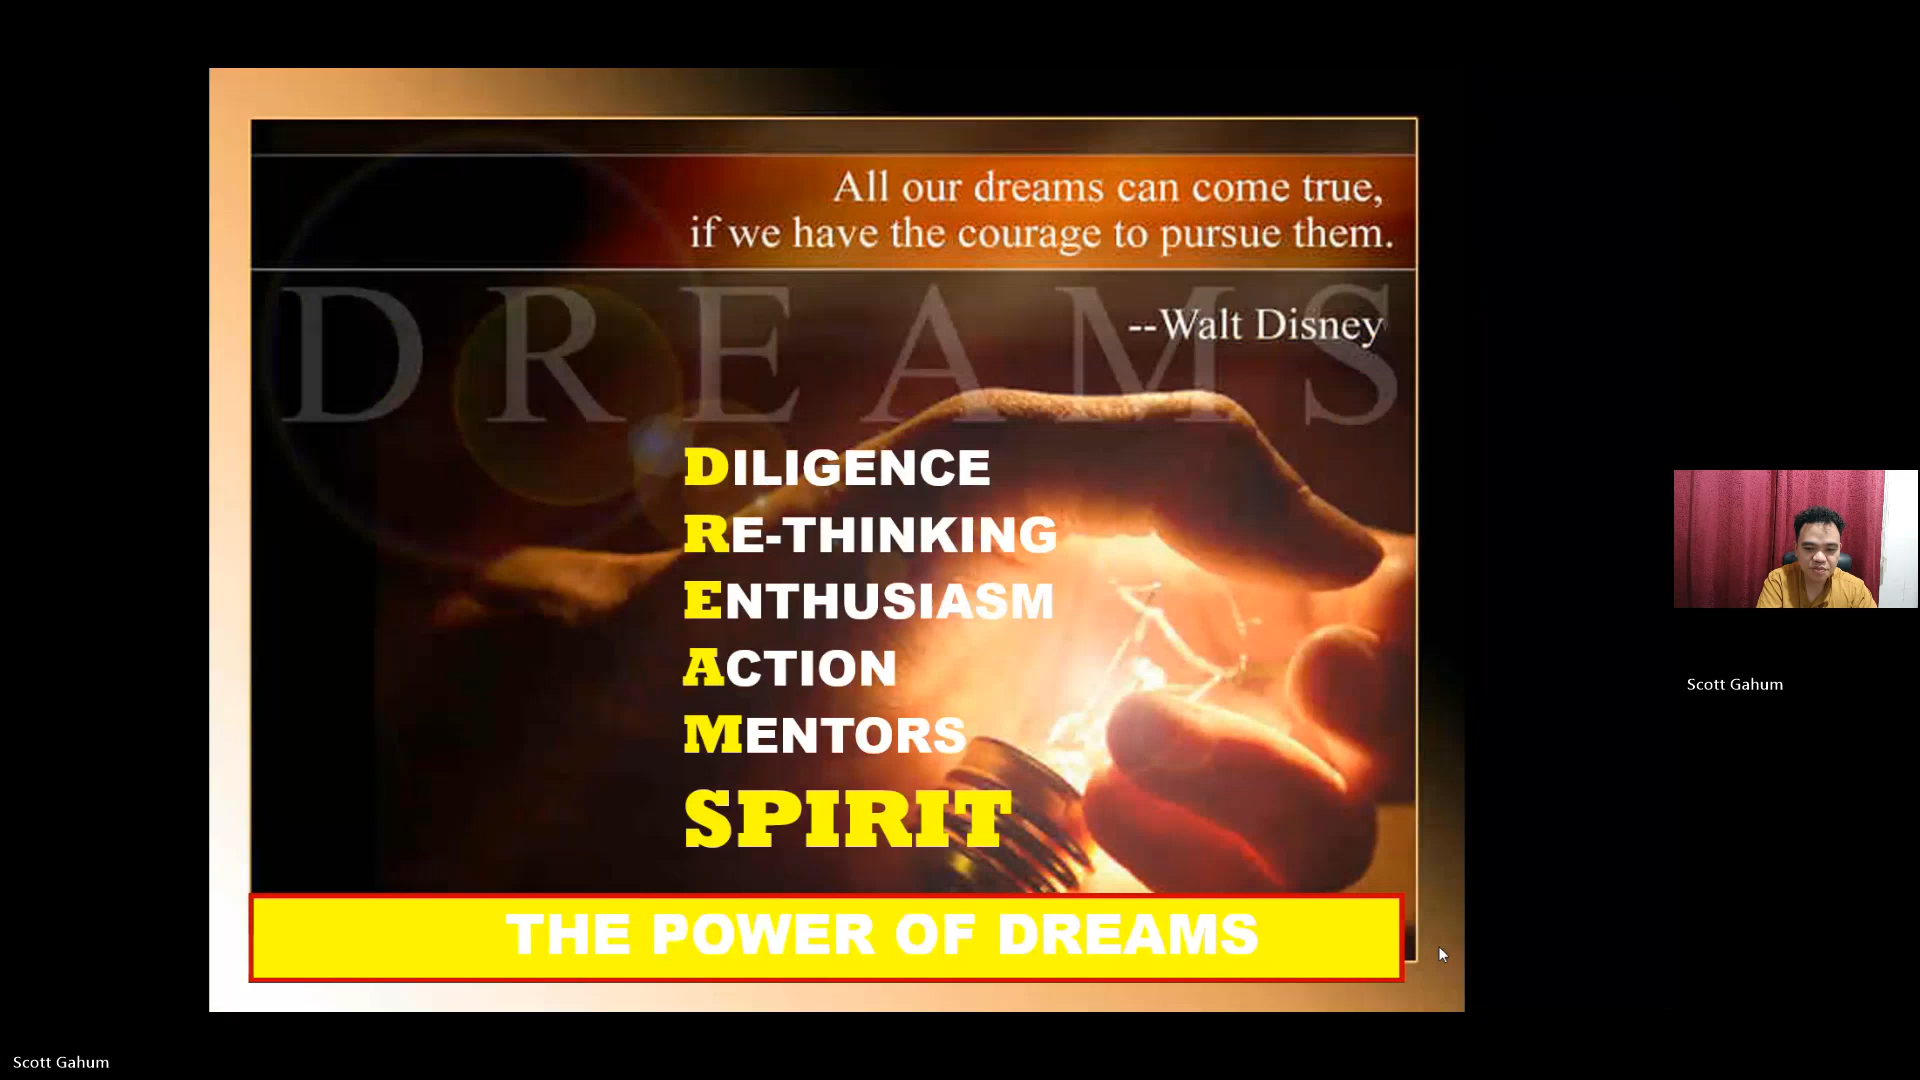 All our dreams can come true,
if we have the courage to pursue them.
DREAMS
--Walt Disney
DILIGENCE
RE-THINKING
ENTHUSIASM
ACTION
MENTORS
SPIRIT
THE POWER OF DREAMS
Scott Gahum
Scott Gahum